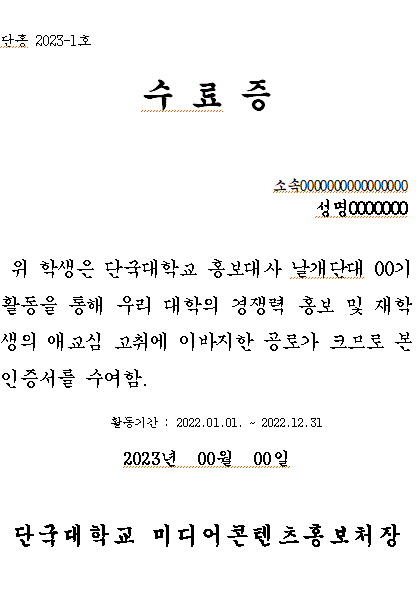 단홍 2023-1호
수 료 증
소속0000000000000000
성명00000000
위 학생은 단국대학교 홍보대사 날개단대 00기
활동을 통해 우리 대학의 경쟁력 홍보 및 재학
생의 애교심 고취에 이바지한 공로가 크므로 본
인증서를 수여함.
활동기간 : 2022.01.01. ~ 2022.12.31
2023년 00월 00일
단국대학교 미디어콘텐츠홍보처장